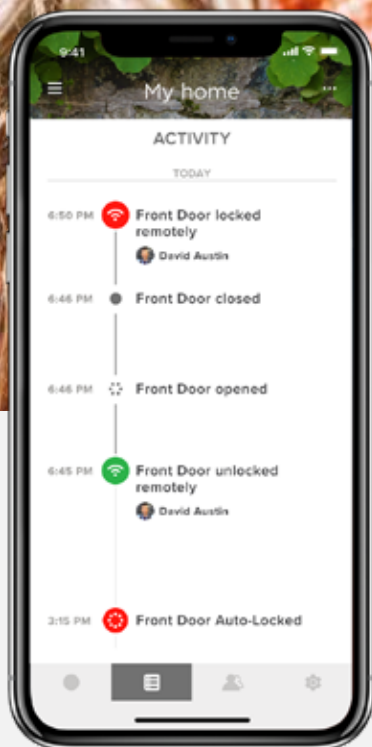 9:41
My home
ACTIVITY
TODAY
6:50 PM Front Door locked
remotely
David Austin
6:46 PM Front Door closed
6:46 PM Front Door opened
6:45 PM Front Door unlocked
remotely
David Austin
3:15 PM Front Door Auto-Locked